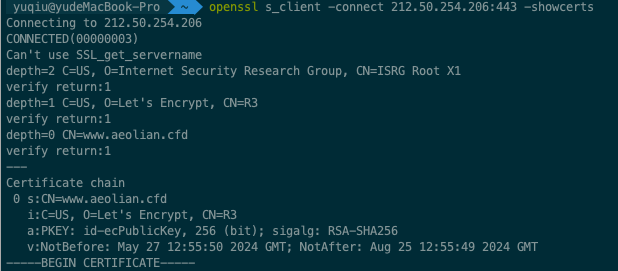 yuqiu@yudeMacBook-Pro ~ openssl s_client -connect 212.50.254.206:443 -showcerts
Connecting to 212.50.254.206
CONNECTED(00000003)
Can't use SSL_get_servername
depth=2 C=US, O=Internet Security Research Group, CN=ISRG Root X1
verify return:1
depth=1 C=US, O=Let's Encrypt, CN=R3
verify return:1
depth=0 CN=www.aeolian.cfd
verify return:1
---
Certificate chain
 0 s:CN=www.aeolian.cfd
   i:C=US, O=Let's Encrypt, CN=R3
   a:PKEY: id-ecPublicKey, 256 (bit); sigalg: RSA-SHA256
   v:NotBefore: May 27 12:55:50 2024 GMT; NotAfter: Aug 25 12:55:49 2024 GMT
-----BEGIN CERTIFICATE-----